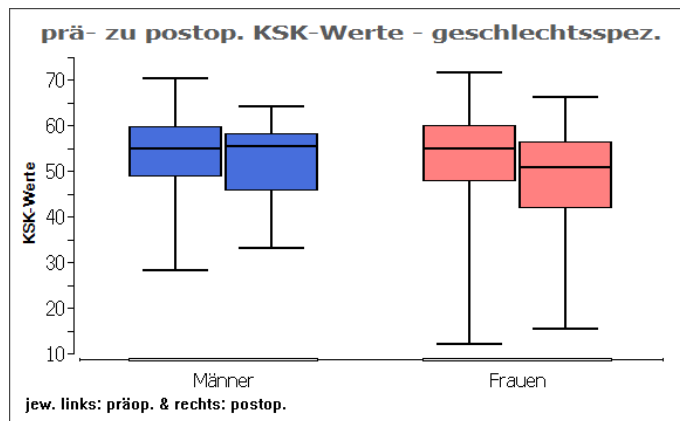 prä- zu postop. KSK-Werte - geschlechtsspez.
KSK-Werte
70
60
50
40
30
20
10
Männer Frauen
jew. links: präop. & rechts: postop.